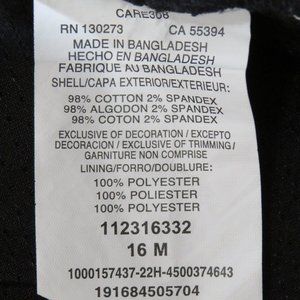 CARE308
RN 130273 CA 55394
MADE IN BANGLADESH
HECHO EN BANGLADESH
FABRIQUE AU BANGLADESH
SHELL/CAPA EXTERIOR/EXTERIEUR:
98% COTTON 2% SPANDEX
98% ALGODON 2% SPANDEX
98% COTON 2% SPANDEX
EXCLUSIVE OF DECORATION / EXCEPTO
DECORACION / EXCLUSIVE OF TRIMMING /
GARNITURE NON COMPRISE
LINING/FORRO/DOUBLURE:
100% POLYESTER
100% POLIESTER
100% POLYESTER
112316332
16 M
1000157437-22H-4500374643
191684505704